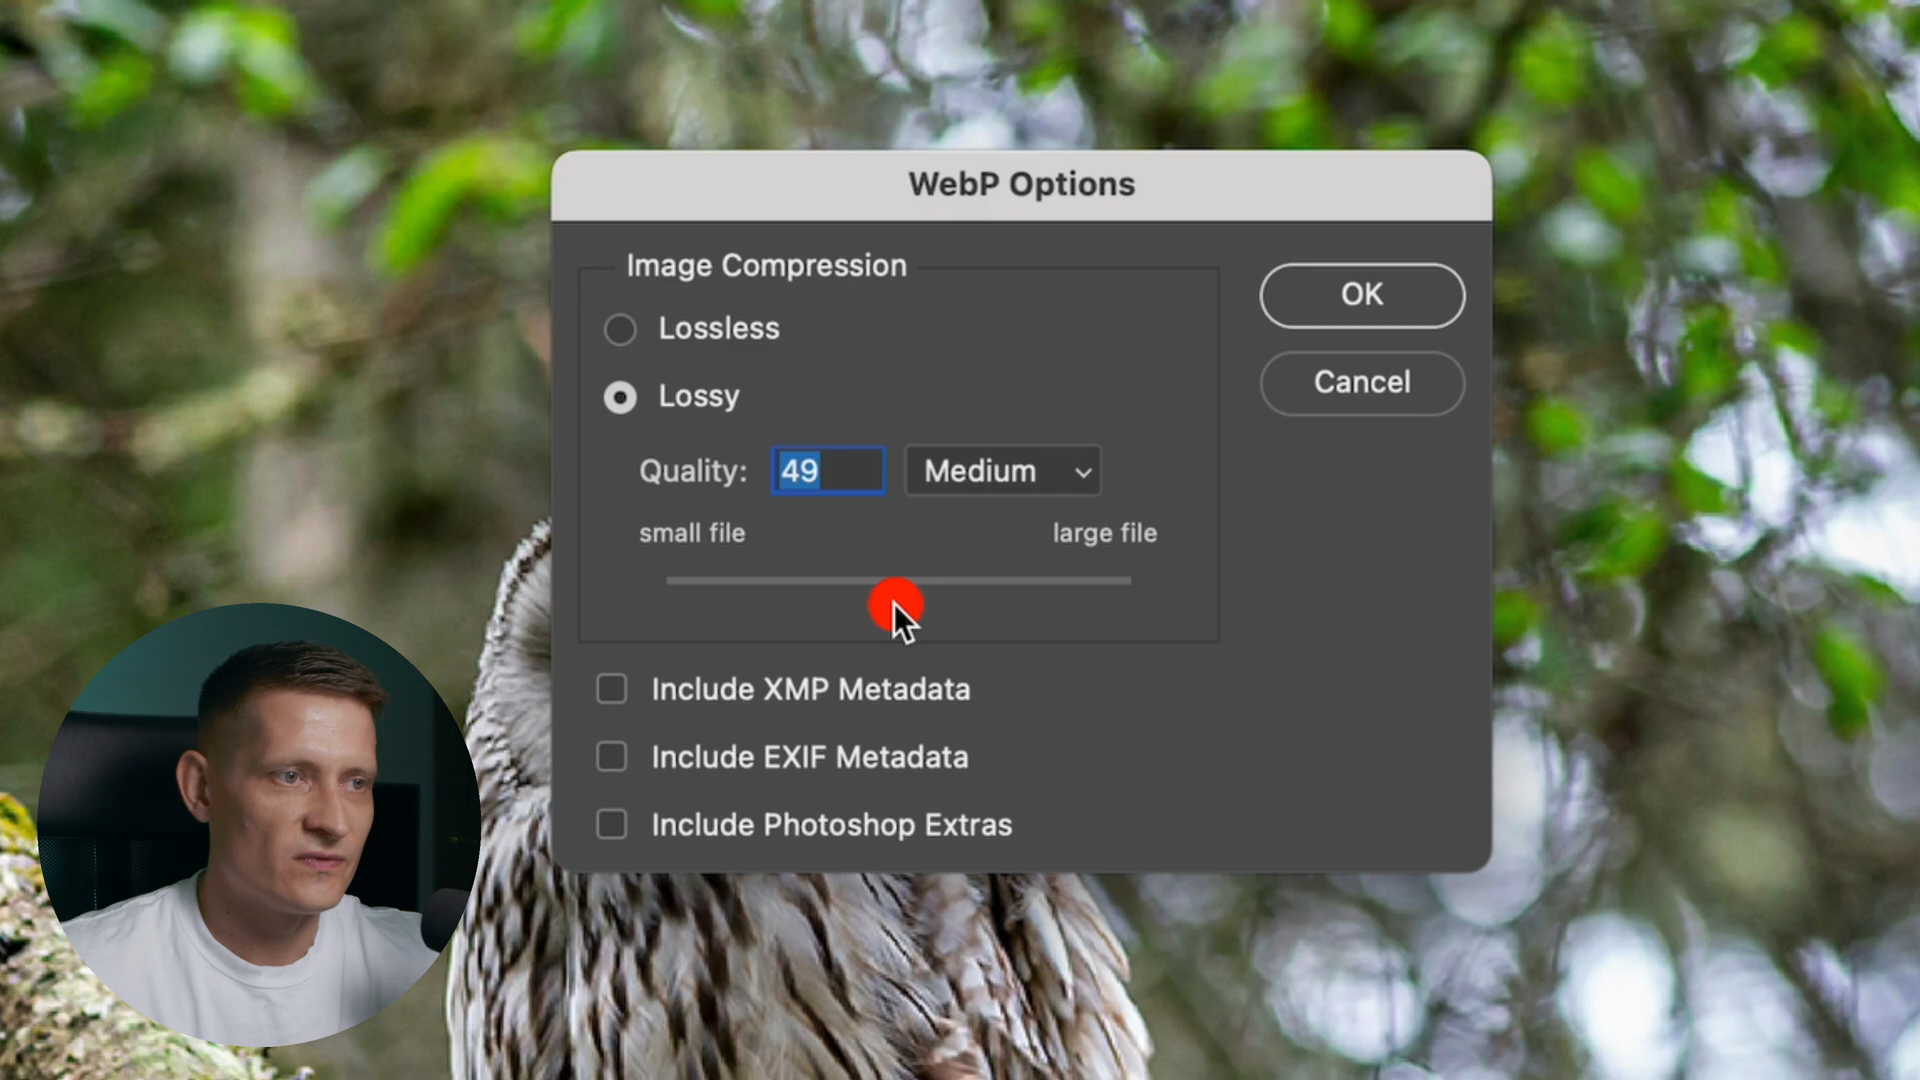 WebP Options
Image Compression
Lossless
Lossy
Quality: 49 Medium
small file large file
OK
Cancel
Include XMP Metadata
Include EXIF Metadata
Include Photoshop Extras